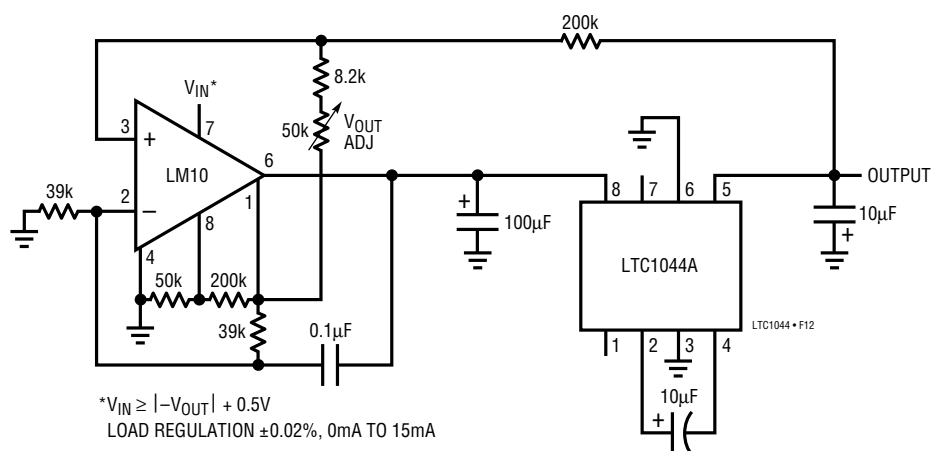 200k
8.2k
V_IN*
50k
V_OUT
ADJ
3
+
7
LM10
6
1
39k
2
–
8
4
50k
200k
39k
0.1µF
+
100µF
8
7
6
5
OUTPUT
10µF
+
LTC1044A
LTC1044 • F12
1
2
3
4
10µF
+
*V_IN ≥ |–V_OUT| + 0.5V
LOAD REGULATION ±0.02%, 0mA TO 15mA